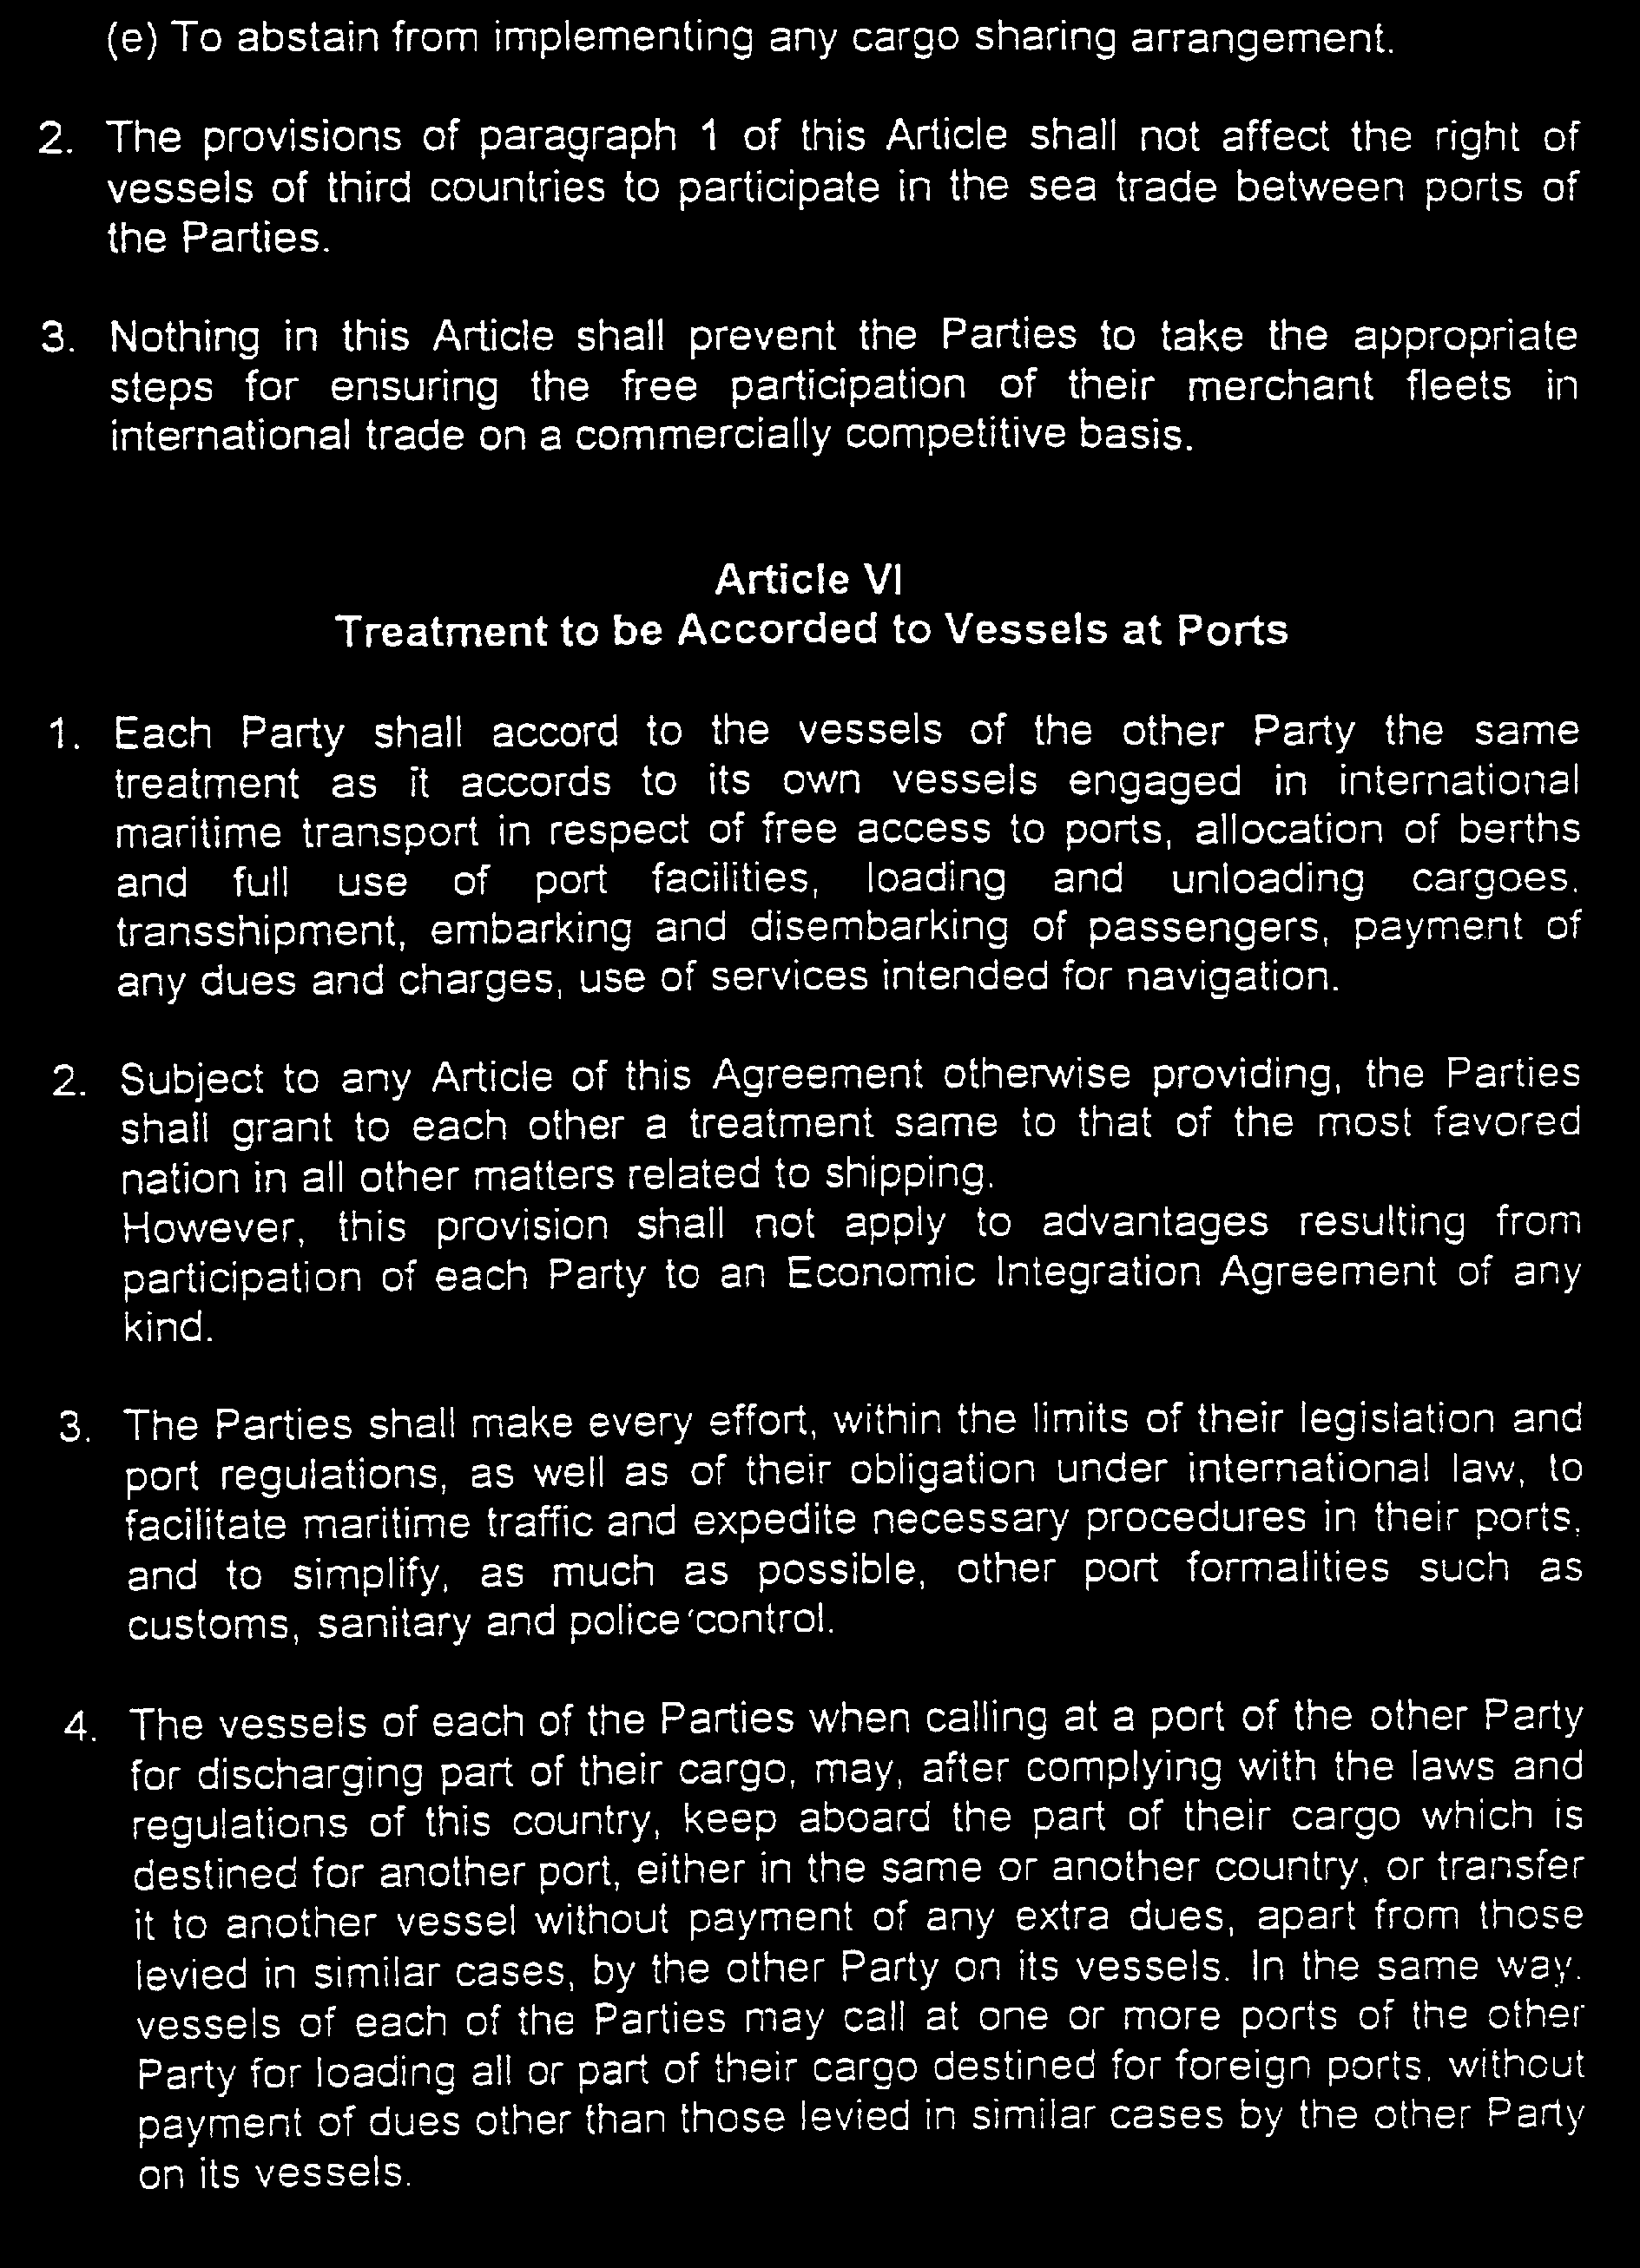 (e) To abstain from implementing any cargo sharing arrangement.
2. The provisions of paragraph 1 of this Article shall not affect the right of
vessels of third countries to participate in the sea trade between ports of
the Parties.
3. Nothing in this Article shall prevent the Parties to take the appropriate
steps for ensuring the free participation of their merchant fleets in
international trade on a commercially competitive basis.
Article VI
Treatment to be Accorded to Vessels at Ports
1. Each Party shall accord to the vessels of the other Party the same
treatment as it accords to its own vessels engaged in international
maritime transport in respect of free access to ports, allocation of berths
and full use of port facilities, loading and unloading cargoes.
transshipment, embarking and disembarking of passengers, payment of
any dues and charges, use of services intended for navigation.
2. Subject to any Article of this Agreement otherwise providing, the Parties
shall grant to each other a treatment same to that of the most favored
nation in all other matters related to shipping.
However, this provision shall not apply to advantages resulting from
participation of each Party to an Economic Integration Agreement of any
kind.
3. The Parties shall make every effort, within the limits of their legislation and
port regulations, as well as of their obligation under international law, to
facilitate maritime traffic and expedite necessary procedures in their ports,
and to simplify, as much as possible, other port formalities such as
customs, sanitary and police control.
4. The vessels of each of the Parties when calling at a port of the other Party
for discharging part of their cargo, may, after complying with the laws and
regulations of this country, keep aboard the part of their cargo which is
destined for another port, either in the same or another country, or transfer
it to another vessel without payment of any extra dues, apart from those
levied in similar cases, by the other Party on its vessels. In the same way.
vessels of each of the Parties may call at one or more ports of the other
Party for loading all or part of their cargo destined for foreign ports, without
payment of dues other than those levied in similar cases by the other Party
on its vessels.